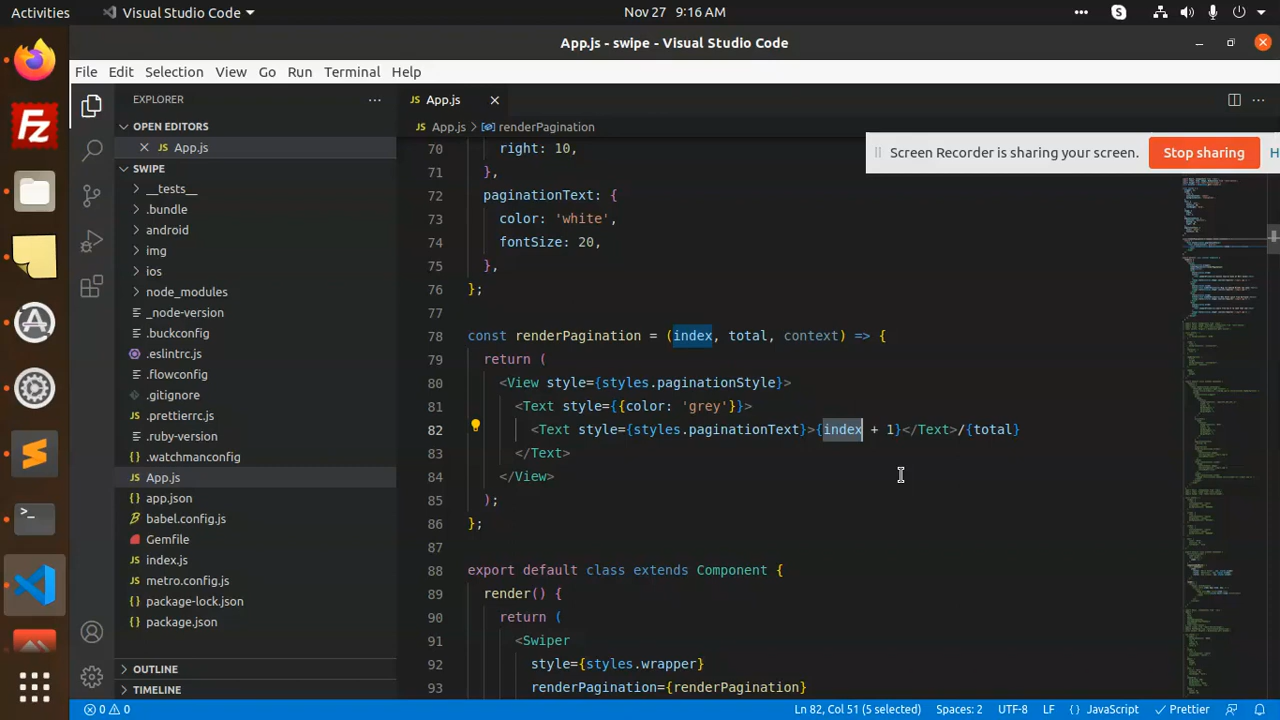 Activities
Visual Studio Code
Nov 27 9:16 AM
App.js - swipe - Visual Studio Code
File Edit Selection View Go Run Terminal Help
EXPLORER
OPEN EDITORS
App.js
SWIPE
__tests__
.bundle
android
img
ios
node_modules
_node-version
.buckconfig
.eslintrc.js
.flowconfig
.gitignore
.prettierrc.js
.ruby-version
.watchmanconfig
App.js
app.json
babel.config.js
Gemfile
index.js
metro.config.js
package-lock.json
package.json
OUTLINE
TIMELINE
JS App.js
JS App.js > renderPagination
Screen Recorder is sharing your screen. Stop sharing H
70 right: 10,
71 },
72 paginationText: {
73 color: 'white',
74 fontSize: 20,
75 },
76 };
77
78 const renderPagination = (index, total, context) => {
79 return (
80 <View style={styles.paginationStyle}>
81 <Text style={{color: 'grey'}}>
82 <Text style={styles.paginationText}>{index + 1}</Text>/{total}
83 </Text>
84 </View>
85 );
86 };
87
88 export default class extends Component {
89 render() {
90 return (
91 <Swiper
92 style={styles.wrapper}
93 renderPagination={renderPagination}
0 0
Ln 82, Col 51 (5 selected) Spaces: 2 UTF-8 LF { } JavaScript Prettier